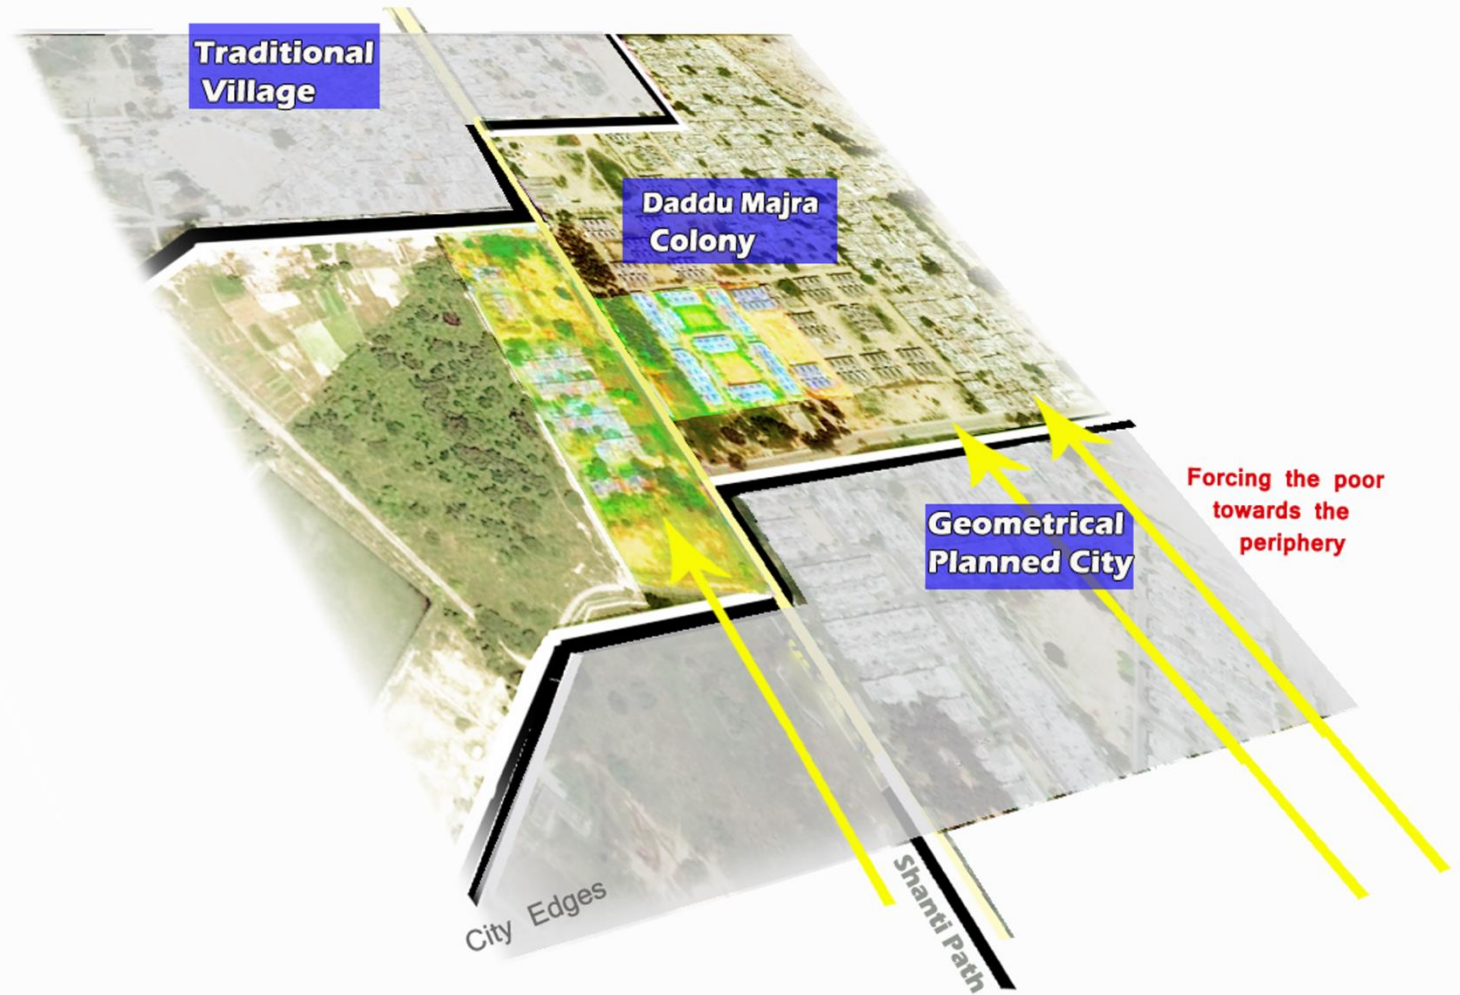 Traditional
Village
Daddu Majra
Colony
Forcing the poor
towards the
periphery
Geometrical
Planned City
City Edges
Shanti Path